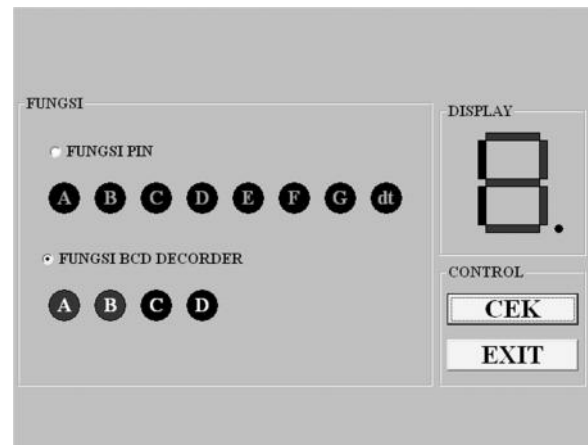 FUNGSI
FUNGSI PIN
A B C D E F G dt
FUNGSI BCD DECORDER
A B C D
DISPLAY
CONTROL
CEK
EXIT